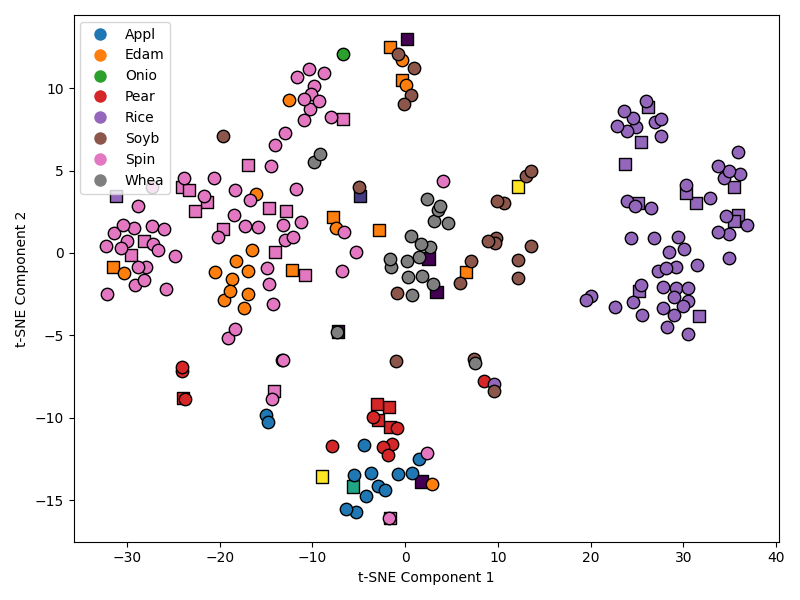 Appl
Edam
Onio
Pear
Rice
Soyb
Spin
Whea
10
5
0
−5
−10
−15
t-SNE Component 2
−30
−20
−10
0
10
20
30
40
t-SNE Component 1